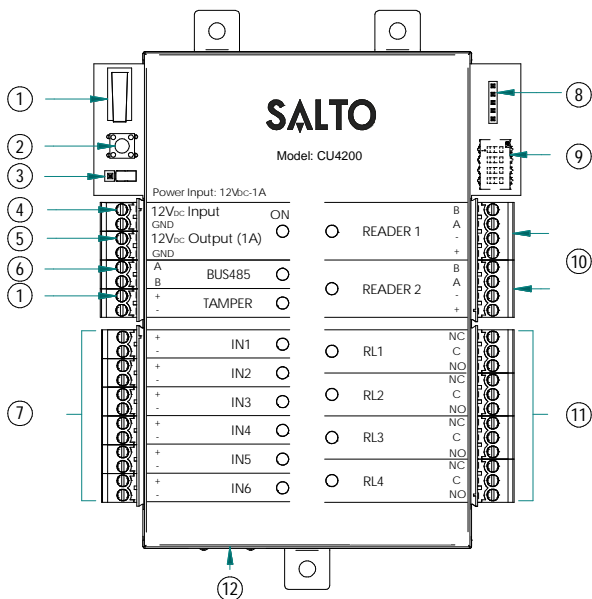 SALTO
Model: CU4200
Power Input: 12VDC-1A
1
2
3
4
5
6
1
7
12VDC Input
GND
ON
12VDC Output (1A)
GND
A
BUS485
B
+
TAMPER
-
+
IN1
-
+
IN2
-
+
IN3
-
+
IN4
-
+
IN5
-
+
IN6
-
READER 1
B
A
-
+
READER 2
B
A
-
+
RL1
NC
C
NO
RL2
NC
C
NO
RL3
NC
C
NO
RL4
NC
C
NO
8
9
10
11
12